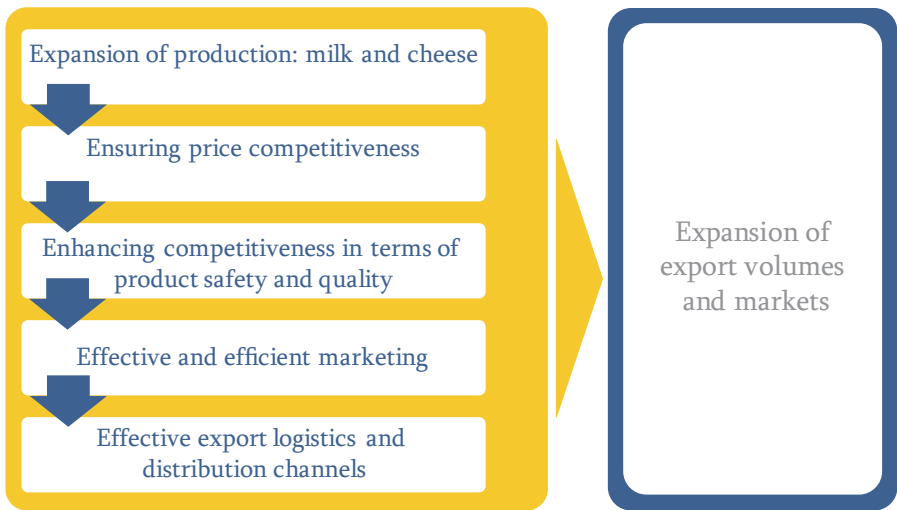 Expansion of production: milk and cheese
Ensuring price competitiveness
Enhancing competitiveness in terms of
product safety and quality
Effective and efficient marketing
Effective export logistics and
distribution channels
Expansion of
export volumes
and markets